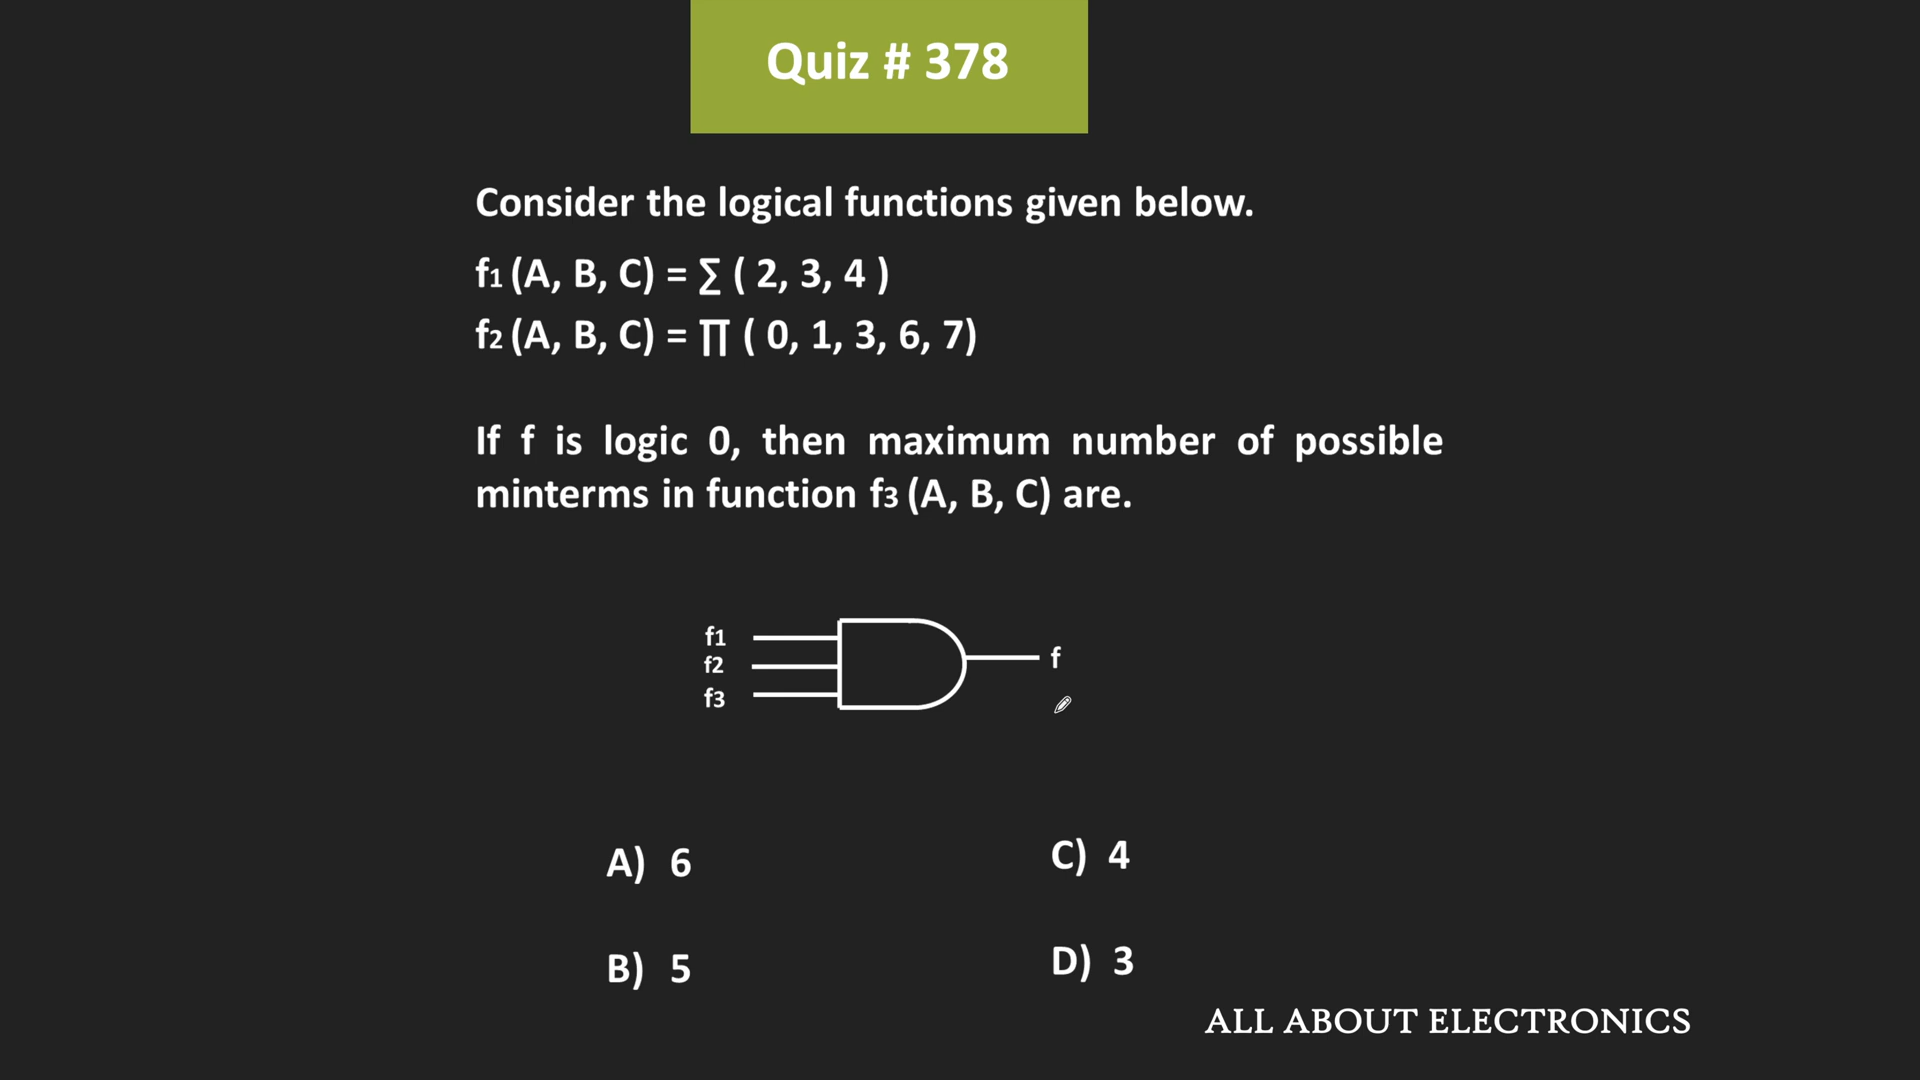 Quiz # 378
Consider the logical functions given below.
f1 (A, B, C) = ∑ ( 2, 3, 4 )
f2 (A, B, C) = ∏ ( 0, 1, 3, 6, 7)
If f is logic 0, then maximum number of possible
minterms in function f3 (A, B, C) are.
f1
f2
f3
f
A) 6
C) 4
B) 5
D) 3
ALL ABOUT ELECTRONICS